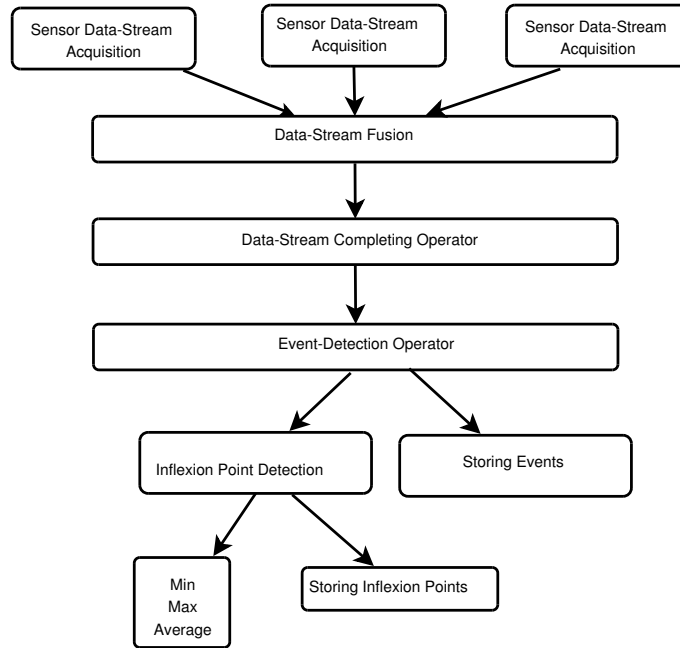 Sensor Data-Stream
Acquisition
Sensor Data-Stream
Acquisition
Sensor Data-Stream
Acquisition
Data-Stream Fusion
Data-Stream Completing Operator
Event-Detection Operator
Inflexion Point Detection
Storing Events
Min
Max
Average
Storing Inflexion Points